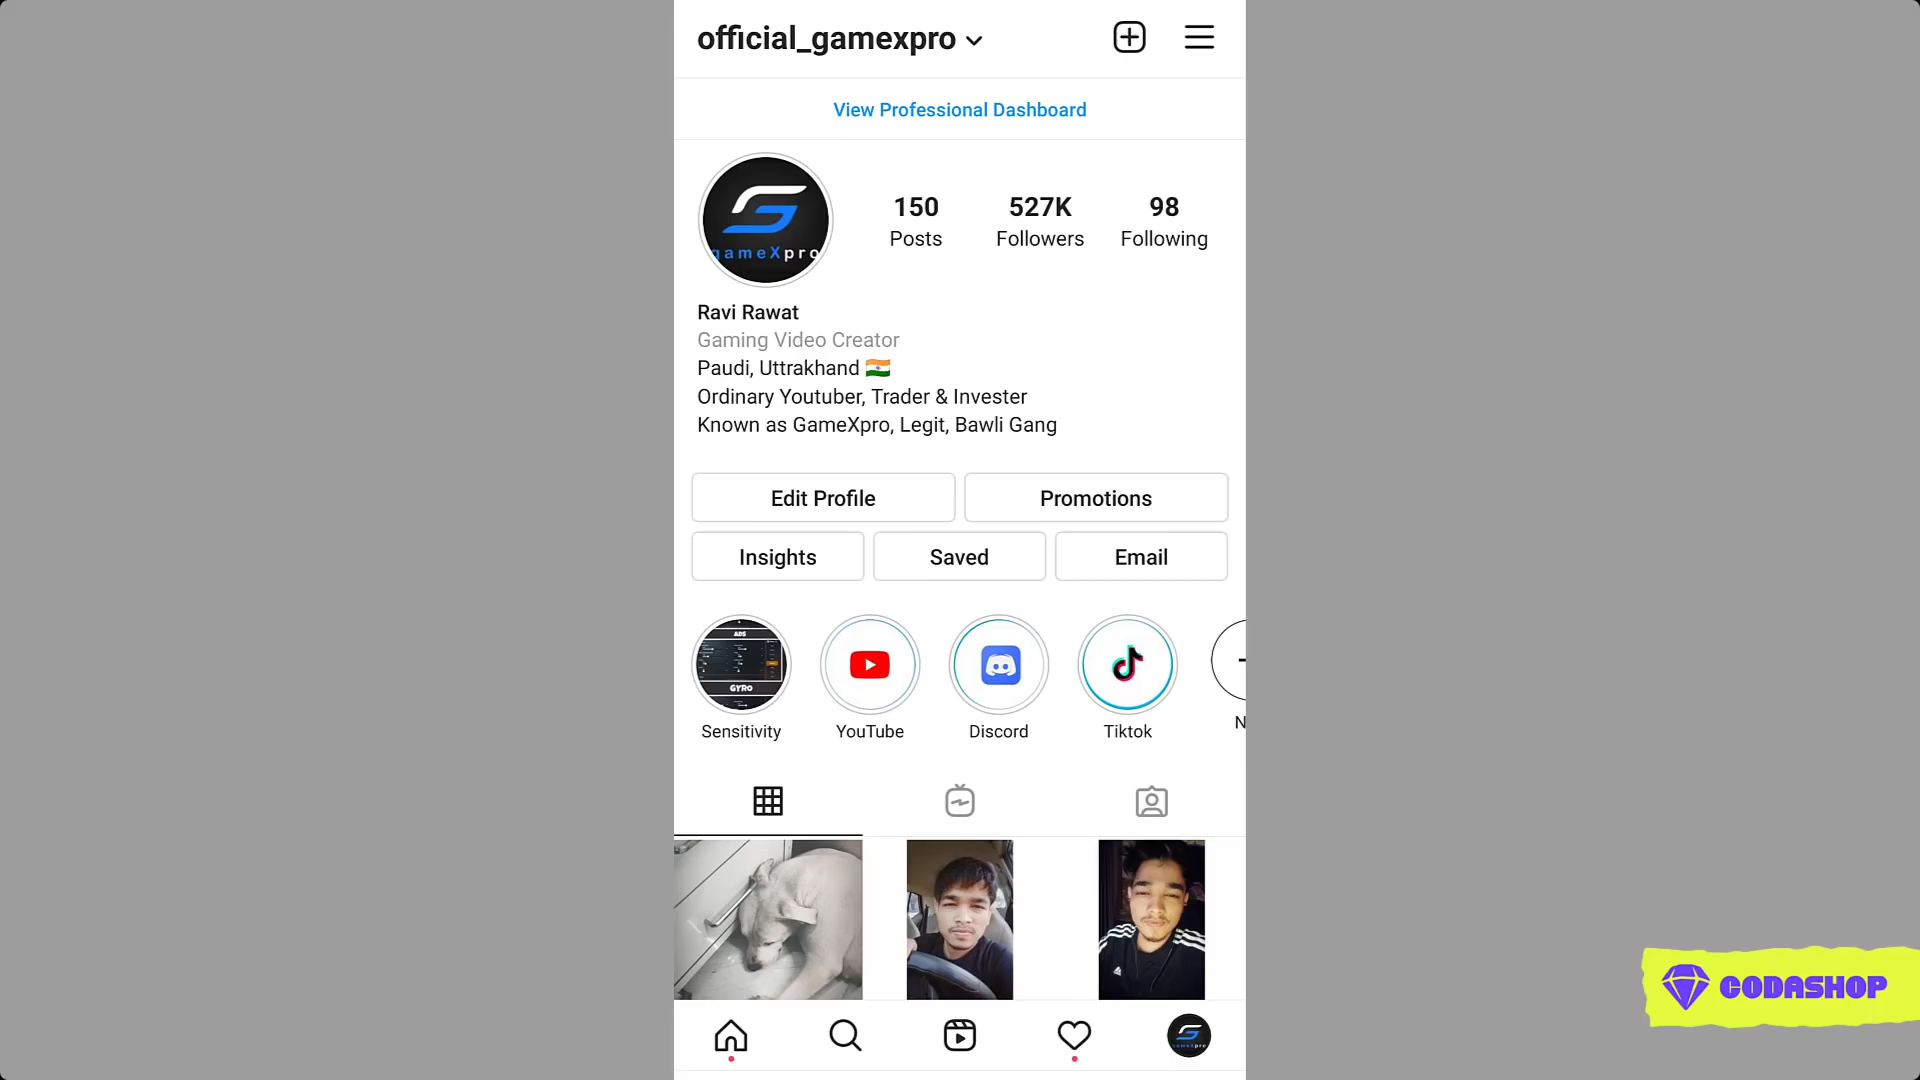 official_gamexpro
View Professional Dashboard
gameXpro
150
Posts
527K
Followers
98
Following
Ravi Rawat
Gaming Video Creator
Paudi, Uttrakhand 🇮🇳
Ordinary Youtuber, Trader & Invester
Known as GameXpro, Legit, Bawli Gang
Edit Profile
Promotions
Insights
Saved
Email
ADS
GYRO
Sensitivity
YouTube
Discord
Tiktok
N
CODASHOP